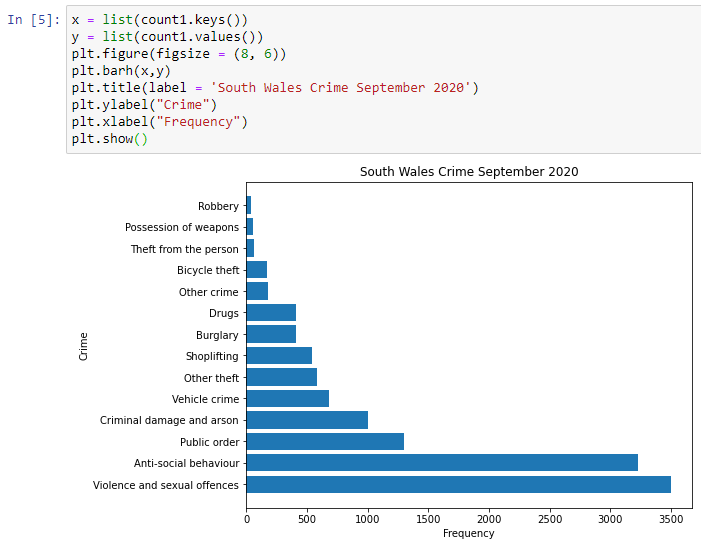 In [5]:
x = list(count1.keys())
y = list(count1.values())
plt.figure(figsize = (8, 6))
plt.barh(x,y)
plt.title(label = 'South Wales Crime September 2020')
plt.ylabel("Crime")
plt.xlabel("Frequency")
plt.show()
South Wales Crime September 2020
Crime
Robbery
Possession of weapons
Theft from the person
Bicycle theft
Other crime
Drugs
Burglary
Shoplifting
Other theft
Vehicle crime
Criminal damage and arson
Public order
Anti-social behaviour
Violence and sexual offences
0 500 1000 1500 2000 2500 3000 3500
Frequency